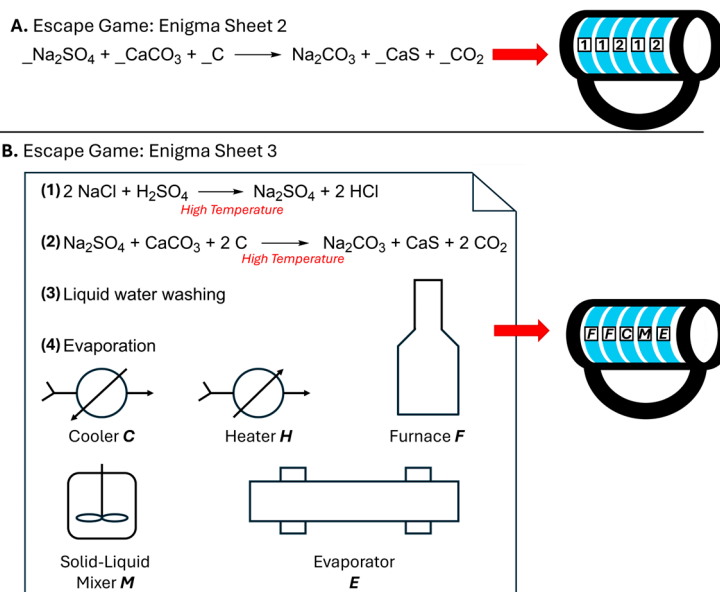 A. Escape Game: Enigma Sheet 2
_Na₂SO₄ + _CaCO₃ + _C ⟶ Na₂CO₃ + _CaS + _CO₂
1 1 2 1 2
B. Escape Game: Enigma Sheet 3
(1) 2 NaCl + H₂SO₄ ⟶ Na₂SO₄ + 2 HCl
High Temperature
(2) Na₂SO₄ + CaCO₃ + 2 C ⟶ Na₂CO₃ + CaS + 2 CO₂
High Temperature
(3) Liquid water washing
(4) Evaporation
F F C M E
Cooler C
Heater H
Furnace F
Solid-Liquid
Mixer M
Evaporator
E